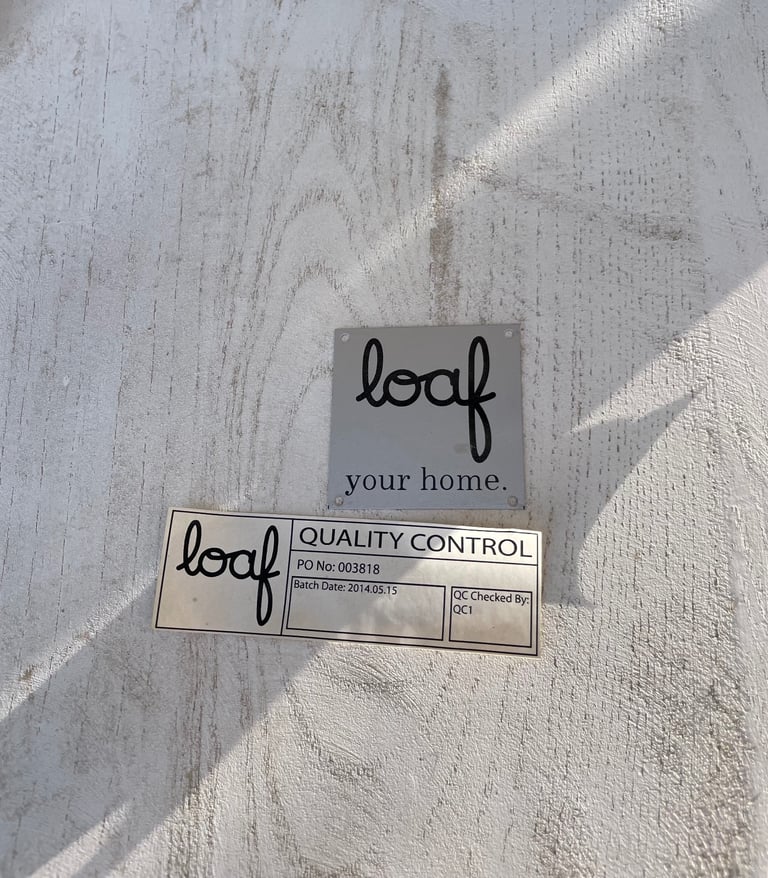 loaf
your home.
loaf
QUALITY CONTROL
PO No: 003818
Batch Date: 2014.05.15
QC Checked By:
QC1